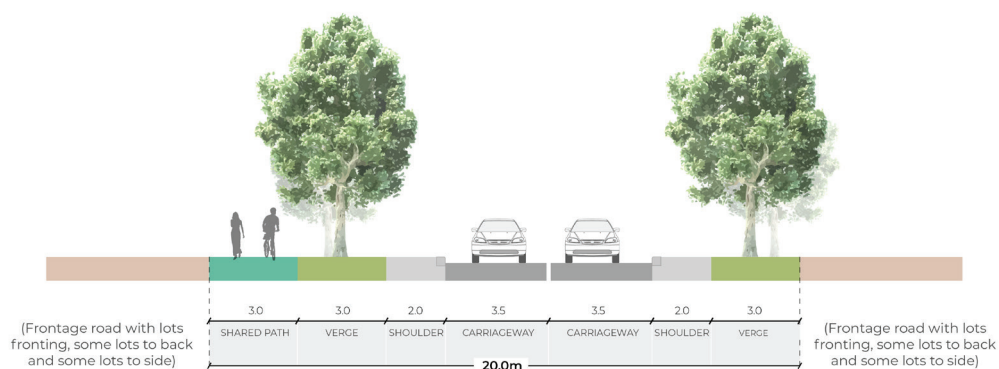 3.0 3.0 2.0 3.5 3.5 2.0 3.0
SHARED PATH VERGE SHOULDER CARRIAGEWAY CARRIAGEWAY SHOULDER VERGE
20.0m
(Frontage road with lots
fronting, some lots to back
and some lots to side)
(Frontage road with lots
fronting, some lots to back
and some lots to side)